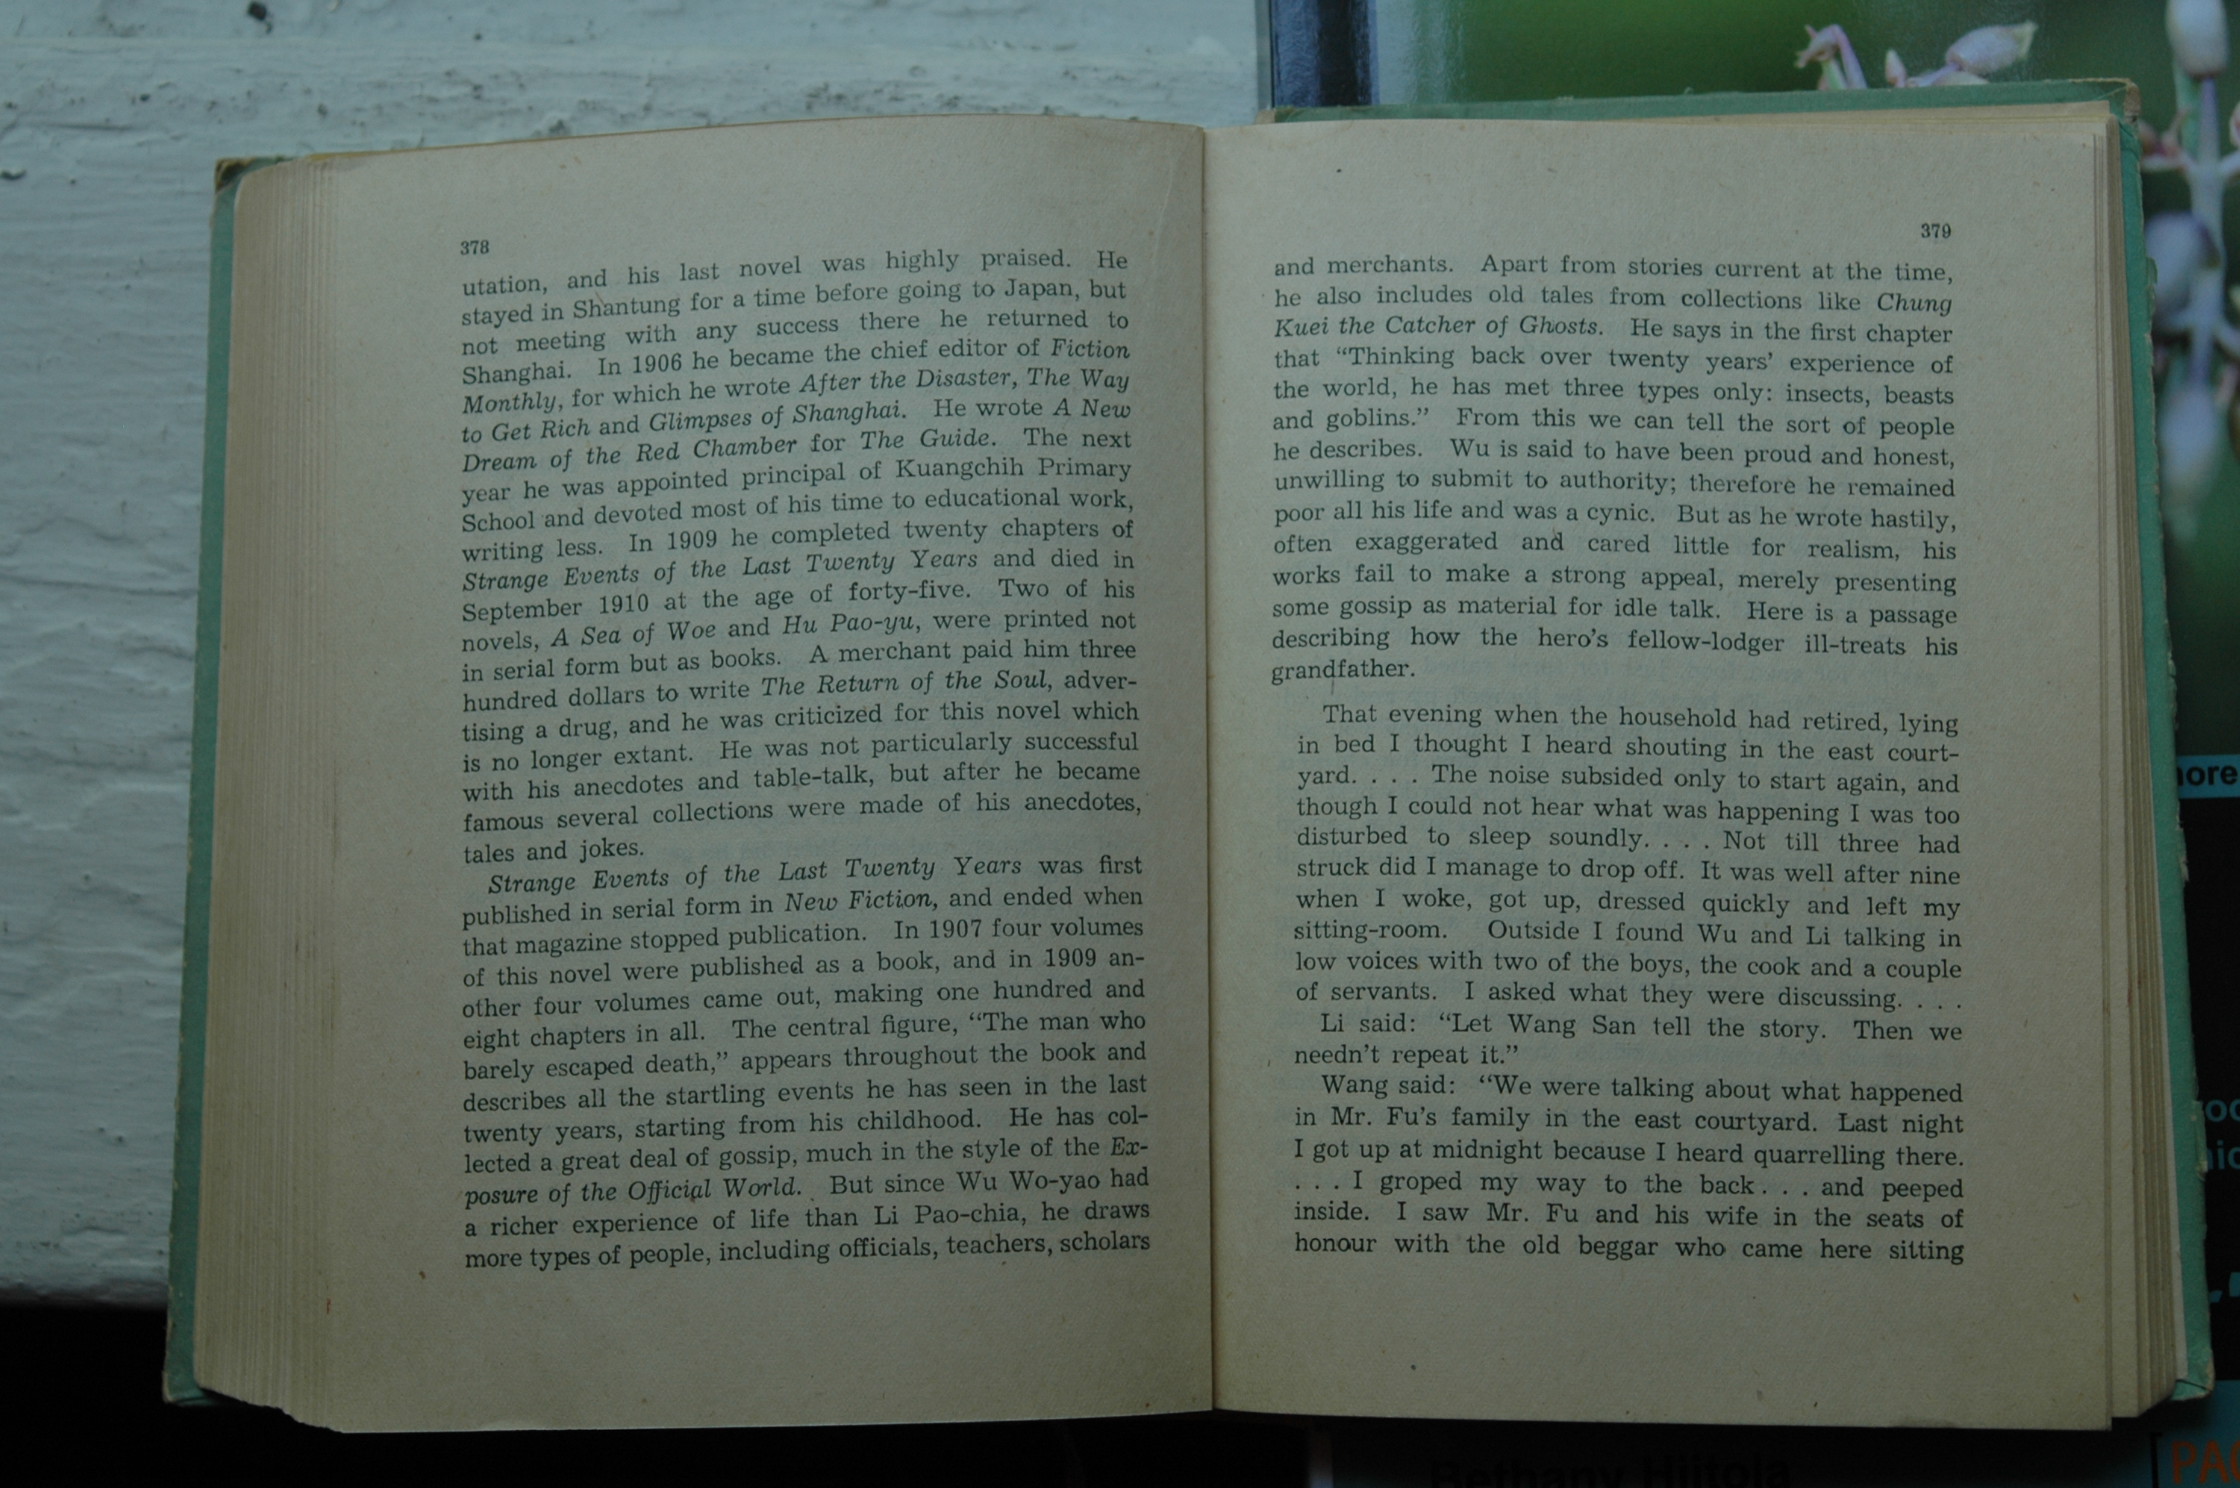 378
utation, and his last novel was highly praised. He
stayed in Shantung for a time before going to Japan, but
not meeting with any success there he returned to
Shanghai. In 1906 he became the chief editor of Fiction
Monthly, for which he wrote After the Disaster, The Way
to Get Rich and Glimpses of Shanghai. He wrote A New
Dream of the Red Chamber for The Guide. The next
year he was appointed principal of Kuangchih Primary
School and devoted most of his time to educational work,
writing less. In 1909 he completed twenty chapters of
Strange Events of the Last Twenty Years and died in
September 1910 at the age of forty-five. Two of his
novels, A Sea of Woe and Hu Pao-yu, were printed not
in serial form but as books. A merchant paid him three
hundred dollars to write The Return of the Soul, adver-
tising a drug, and he was criticized for this novel which
is no longer extant. He was not particularly successful
with his anecdotes and table-talk, but after he became
famous several collections were made of his anecdotes,
tales and jokes.
Strange Events of the Last Twenty Years was first
published in serial form in New Fiction, and ended when
that magazine stopped publication. In 1907 four volumes
of this novel were published as a book, and in 1909 an-
other four volumes came out, making one hundred and
eight chapters in all. The central figure, “The man who
barely escaped death,” appears throughout the book and
describes all the startling events he has seen in the last
twenty years, starting from his childhood. He has col-
lected a great deal of gossip, much in the style of the Ex-
posure of the Official World. But since Wu Wo-yao had
a richer experience of life than Li Pao-chia, he draws
more types of people, including officials, teachers, scholars
379
and merchants. Apart from stories current at the time,
he also includes old tales from collections like Chung
Kuei the Catcher of Ghosts. He says in the first chapter
that “Thinking back over twenty years’ experience of
the world, he has met three types only: insects, beasts
and goblins.” From this we can tell the sort of people
he describes. Wu is said to have been proud and honest,
unwilling to submit to authority; therefore he remained
poor all his life and was a cynic. But as he wrote hastily,
often exaggerated and cared little for realism, his
works fail to make a strong appeal, merely presenting
some gossip as material for idle talk. Here is a passage
describing how the hero’s fellow-lodger ill-treats his
grandfather.
That evening when the household had retired, lying
in bed I thought I heard shouting in the east court-
yard. . . . The noise subsided only to start again, and
though I could not hear what was happening I was too
disturbed to sleep soundly. . . . Not till three had
struck did I manage to drop off. It was well after nine
when I woke, got up, dressed quickly and left my
sitting-room. Outside I found Wu and Li talking in
low voices with two of the boys, the cook and a couple
of servants. I asked what they were discussing. . . .
Li said: “Let Wang San tell the story. Then we
needn’t repeat it.”
Wang said: “We were talking about what happened
in Mr. Fu’s family in the east courtyard. Last night
I got up at midnight because I heard quarrelling there.
. . . I groped my way to the back . . . and peeped
inside. I saw Mr. Fu and his wife in the seats of
honour with the old beggar who came here sitting